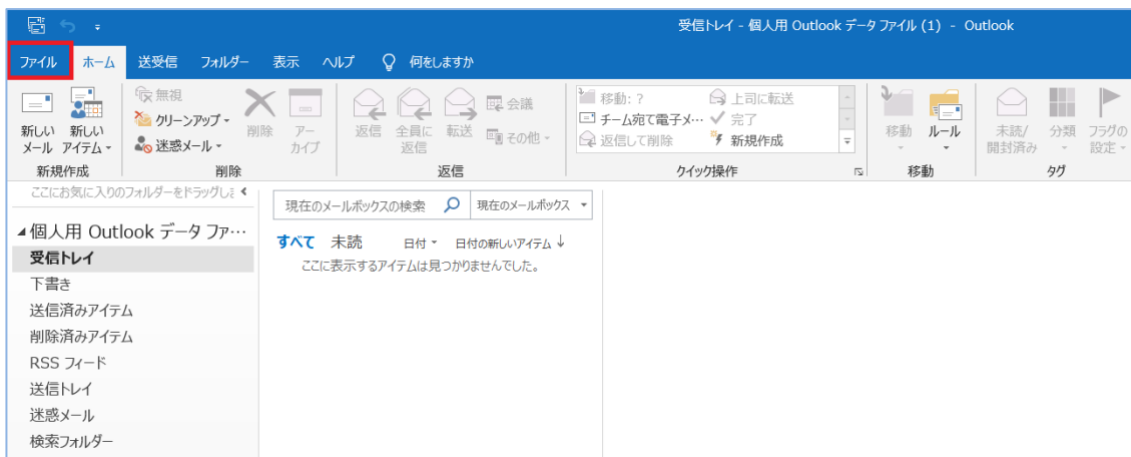 受信トレイ - 個人用 Outlook データ ファイル (1) - Outlook
ファイル ホーム 送受信 フォルダー 表示 ヘルプ 何をしますか
新しい メール
新しい アイテム
新規作成
無視
クリーンアップ
迷惑メール
削除
アー カイブ
削除
返信
全員に 返信
転送
会議
その他
返信
移動: ?
チーム宛て電子メ…
返信して削除
上司に転送
完了
新規作成
クイック操作
移動
ルール
移動
未読/ 開封済み
分類
フラグの 設定
タグ
ここにお気に入りのフォルダーをドラッグしま
個人用 Outlook データ ファ…
受信トレイ
下書き
送信済みアイテム
削除済みアイテム
RSS フィード
送信トレイ
迷惑メール
検索フォルダー
現在のメールボックスの検索 現在のメールボックス
すべて 未読 日付 日付の新しいアイテム ↓
ここに表示するアイテムは見つかりませんでした。